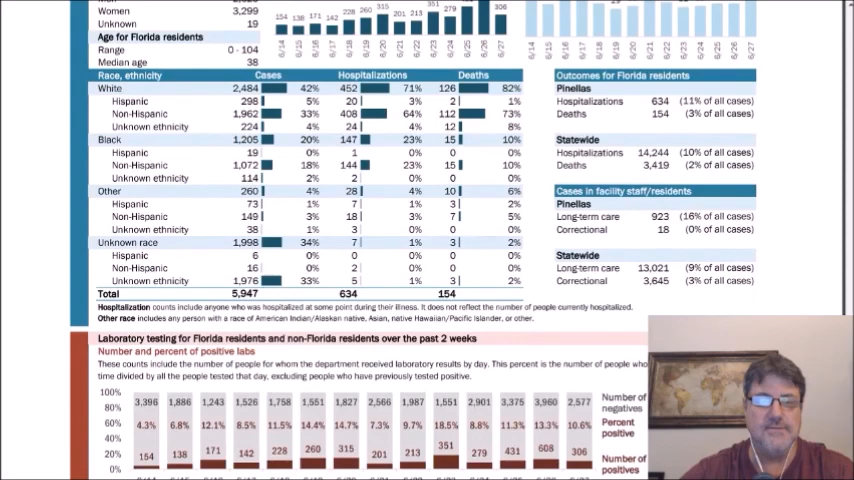 Women 3,299
Unknown 19
Age for Florida residents
Range 0 - 104
Median age 38
154 138 171 142 228 260 315 201 213 351 279 306
6/14 6/15 6/16 6/17 6/18 6/19 6/20 6/21 6/22 6/23 6/24 6/25 6/26 6/27
6/14 6/15 6/16 6/17 6/18 6/19 6/20 6/21 6/22 6/23 6/24 6/25 6/26 6/27
Race, ethnicity Cases Hospitalizations Deaths
White 2,484 42% 452 71% 126 82%
Hispanic 298 5% 20 3% 2 1%
Non-Hispanic 1,962 33% 408 64% 112 73%
Unknown ethnicity 224 4% 24 4% 12 8%
Black 1,205 20% 147 23% 15 10%
Hispanic 19 0% 1 0% 0 0%
Non-Hispanic 1,072 18% 144 23% 15 10%
Unknown ethnicity 114 2% 2 0% 0 0%
Other 260 4% 28 4% 10 6%
Hispanic 73 1% 7 1% 3 2%
Non-Hispanic 149 3% 18 3% 7 5%
Unknown ethnicity 38 1% 3 0% 0 0%
Unknown race 1,998 34% 7 1% 3 2%
Hispanic 6 0% 0 0% 0 0%
Non-Hispanic 16 0% 2 0% 0 0%
Unknown ethnicity 1,976 33% 5 1% 3 2%
Total 5,947 634 154
Hospitalization counts include anyone who was hospitalized at some point during their illness. It does not reflect the number of people currently hospitalized.
Other race includes any person with a race of American Indian/Alaskan native, Asian, native Hawaiian/Pacific Islander, or other.
Outcomes for Florida residents
Pinellas
Hospitalizations 634 (11% of all cases)
Deaths 154 (3% of all cases)
Statewide
Hospitalizations 14,244 (10% of all cases)
Deaths 3,419 (2% of all cases)
Cases in facility staff/residents
Pinellas
Long-term care 923 (16% of all cases)
Correctional 18 (0% of all cases)
Statewide
Long-term care 13,021 (9% of all cases)
Correctional 3,645 (3% of all cases)
Laboratory testing for Florida residents and non-Florida residents over the past 2 weeks
Number and percent of positive labs
These counts include the number of people for whom the department received laboratory results by day. This percent is the number of people who
time divided by all the people tested that day, excluding people who have previously tested positive.
100%
80%
60%
40%
20%
0%
3,396 1,886 1,243 1,526 1,758 1,551 1,827 2,566 1,987 1,551 2,901 3,375 3,960 2,577
Number of
negatives
4.3% 6.8% 12.1% 8.5% 11.5% 14.4% 14.7% 7.3% 9.7% 18.5% 8.8% 11.3% 13.3% 10.6%
Percent
positive
154 138 171 142 228 260 315 201 213 351 279 431 608 306
Number of
positives